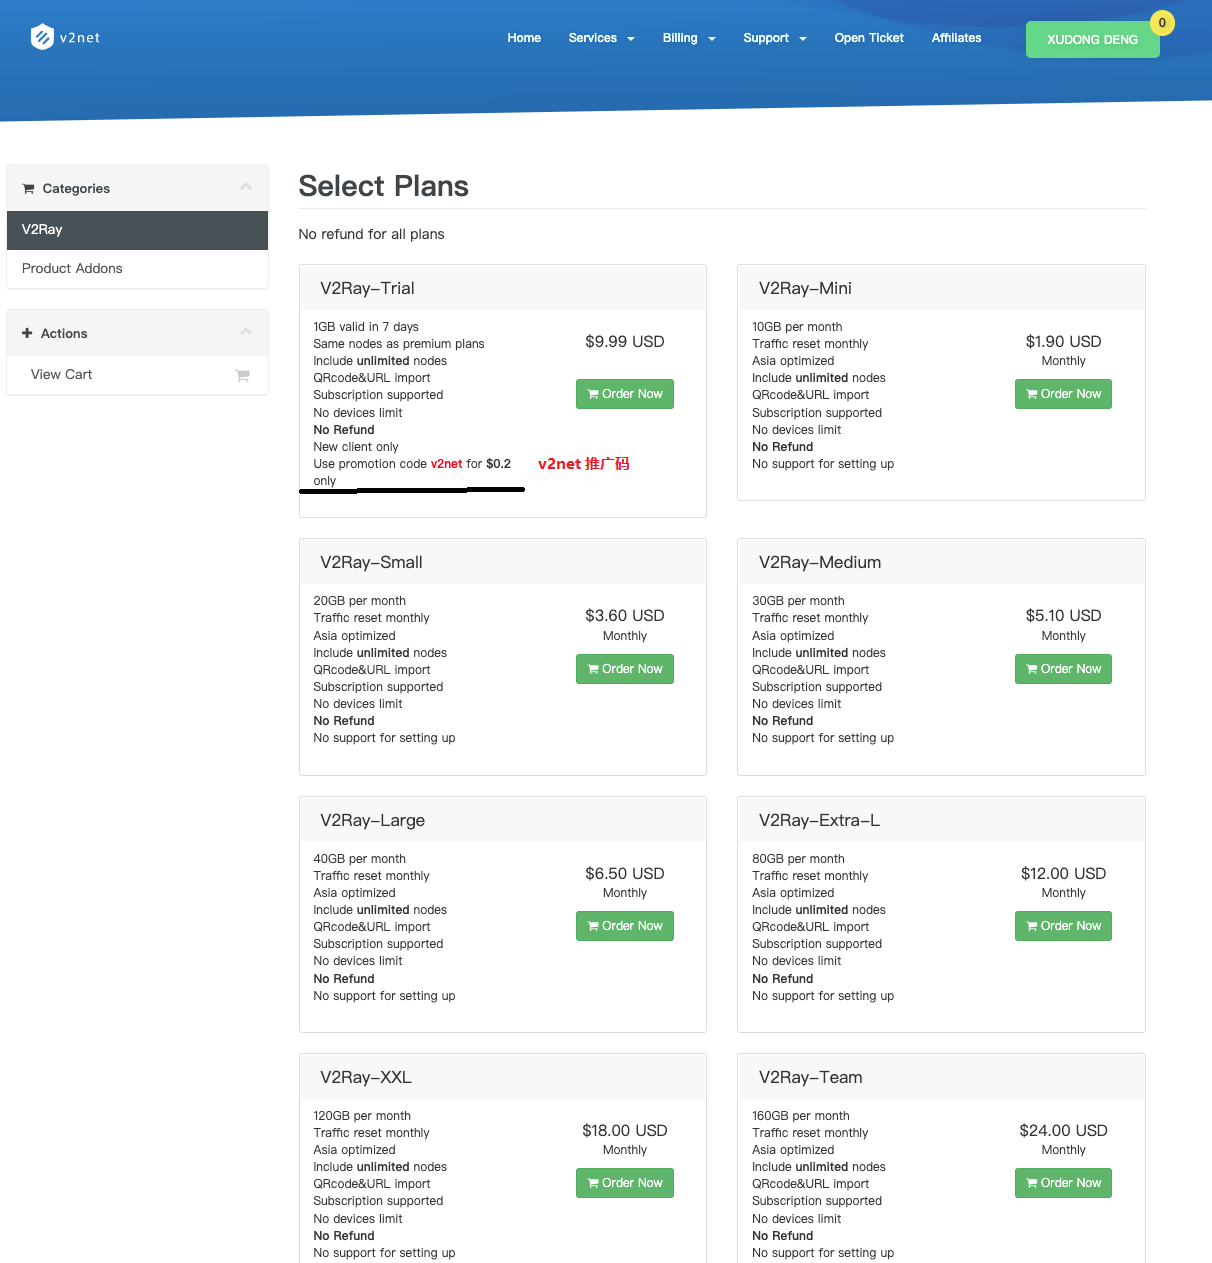 v2net
Home Services Billing Support Open Ticket Affiliates XUDONG DENG 0
Categories
V2Ray
Product Addons
Actions
View Cart
Select Plans
No refund for all plans
V2Ray-Trial
1GB valid in 7 days
Same nodes as premium plans
Include unlimited nodes
QRcode&URL import
Subscription supported
No devices limit
No Refund
New client only
Use promotion code v2net for $0.2
only
$9.99 USD
Order Now
v2net 推广码
V2Ray-Mini
10GB per month
Traffic reset monthly
Asia optimized
Include unlimited nodes
QRcode&URL import
Subscription supported
No devices limit
No Refund
No support for setting up
$1.90 USD
Monthly
Order Now
V2Ray-Small
20GB per month
Traffic reset monthly
Asia optimized
Include unlimited nodes
QRcode&URL import
Subscription supported
No devices limit
No Refund
No support for setting up
$3.60 USD
Monthly
Order Now
V2Ray-Medium
30GB per month
Traffic reset monthly
Asia optimized
Include unlimited nodes
QRcode&URL import
Subscription supported
No devices limit
No Refund
No support for setting up
$5.10 USD
Monthly
Order Now
V2Ray-Large
40GB per month
Traffic reset monthly
Asia optimized
Include unlimited nodes
QRcode&URL import
Subscription supported
No devices limit
No Refund
No support for setting up
$6.50 USD
Monthly
Order Now
V2Ray-Extra-L
80GB per month
Traffic reset monthly
Asia optimized
Include unlimited nodes
QRcode&URL import
Subscription supported
No devices limit
No Refund
No support for setting up
$12.00 USD
Monthly
Order Now
V2Ray-XXL
120GB per month
Traffic reset monthly
Asia optimized
Include unlimited nodes
QRcode&URL import
Subscription supported
No devices limit
No Refund
No support for setting up
$18.00 USD
Monthly
Order Now
V2Ray-Team
160GB per month
Traffic reset monthly
Asia optimized
Include unlimited nodes
QRcode&URL import
Subscription supported
No devices limit
No Refund
No support for setting up
$24.00 USD
Monthly
Order Now